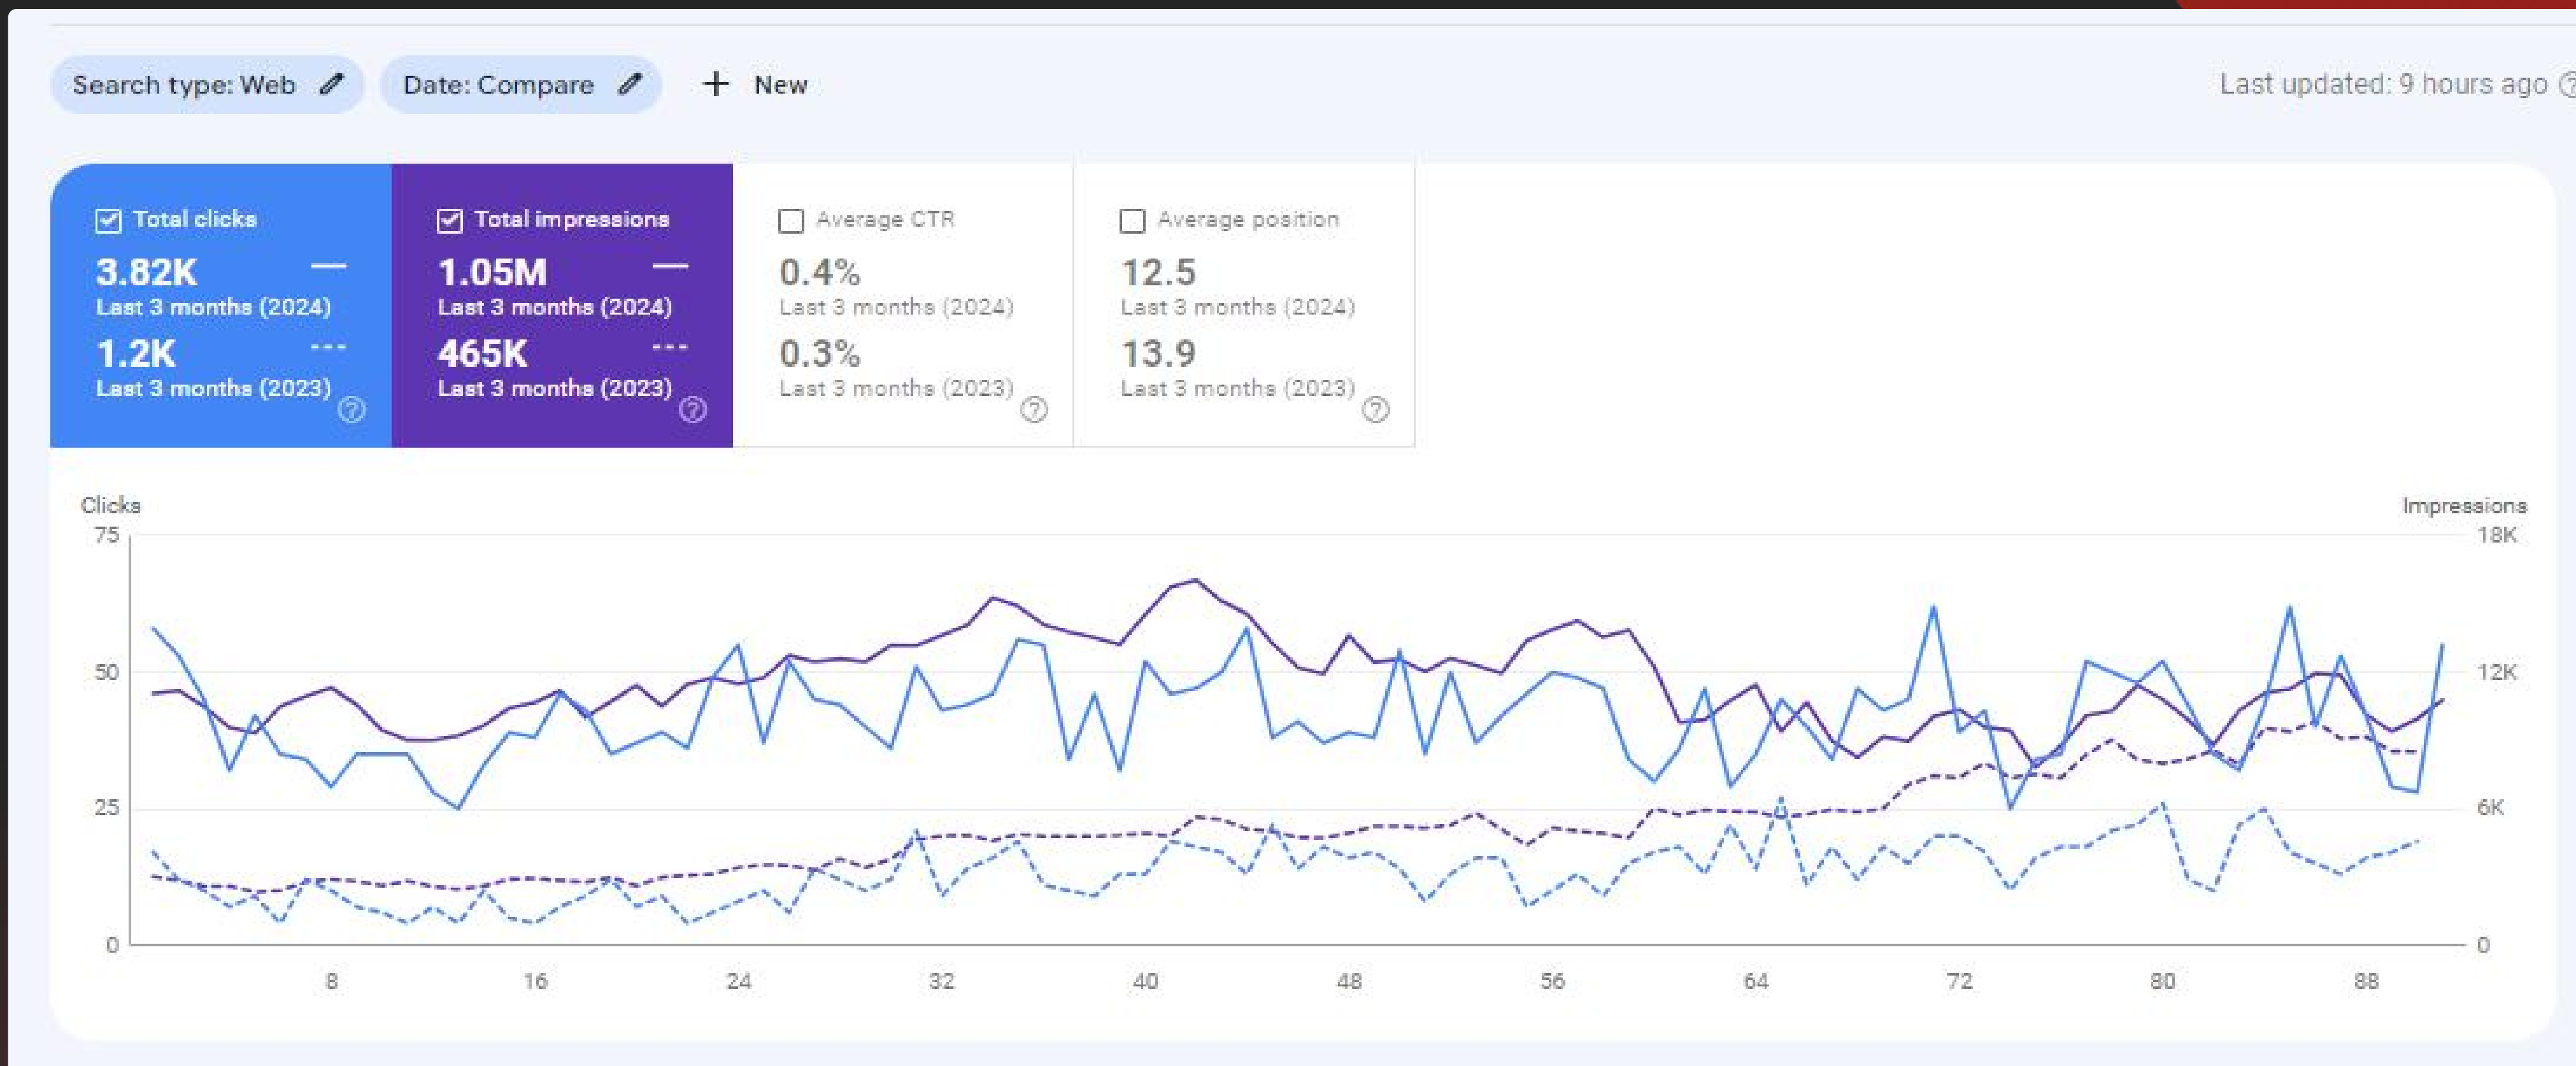 Search type: Web
Date: Compare
+ New
Last updated: 9 hours ago
Total clicks
3.82K
Last 3 months (2024)
1.2K
Last 3 months (2023)
Total impressions
1.05M
Last 3 months (2024)
465K
Last 3 months (2023)
Average CTR
0.4%
Last 3 months (2024)
0.3%
Last 3 months (2023)
Average position
12.5
Last 3 months (2024)
13.9
Last 3 months (2023)
Clicks
75
50
25
0
Impressions
18K
12K
6K
0
8 16 24 32 40 48 56 64 72 80 88